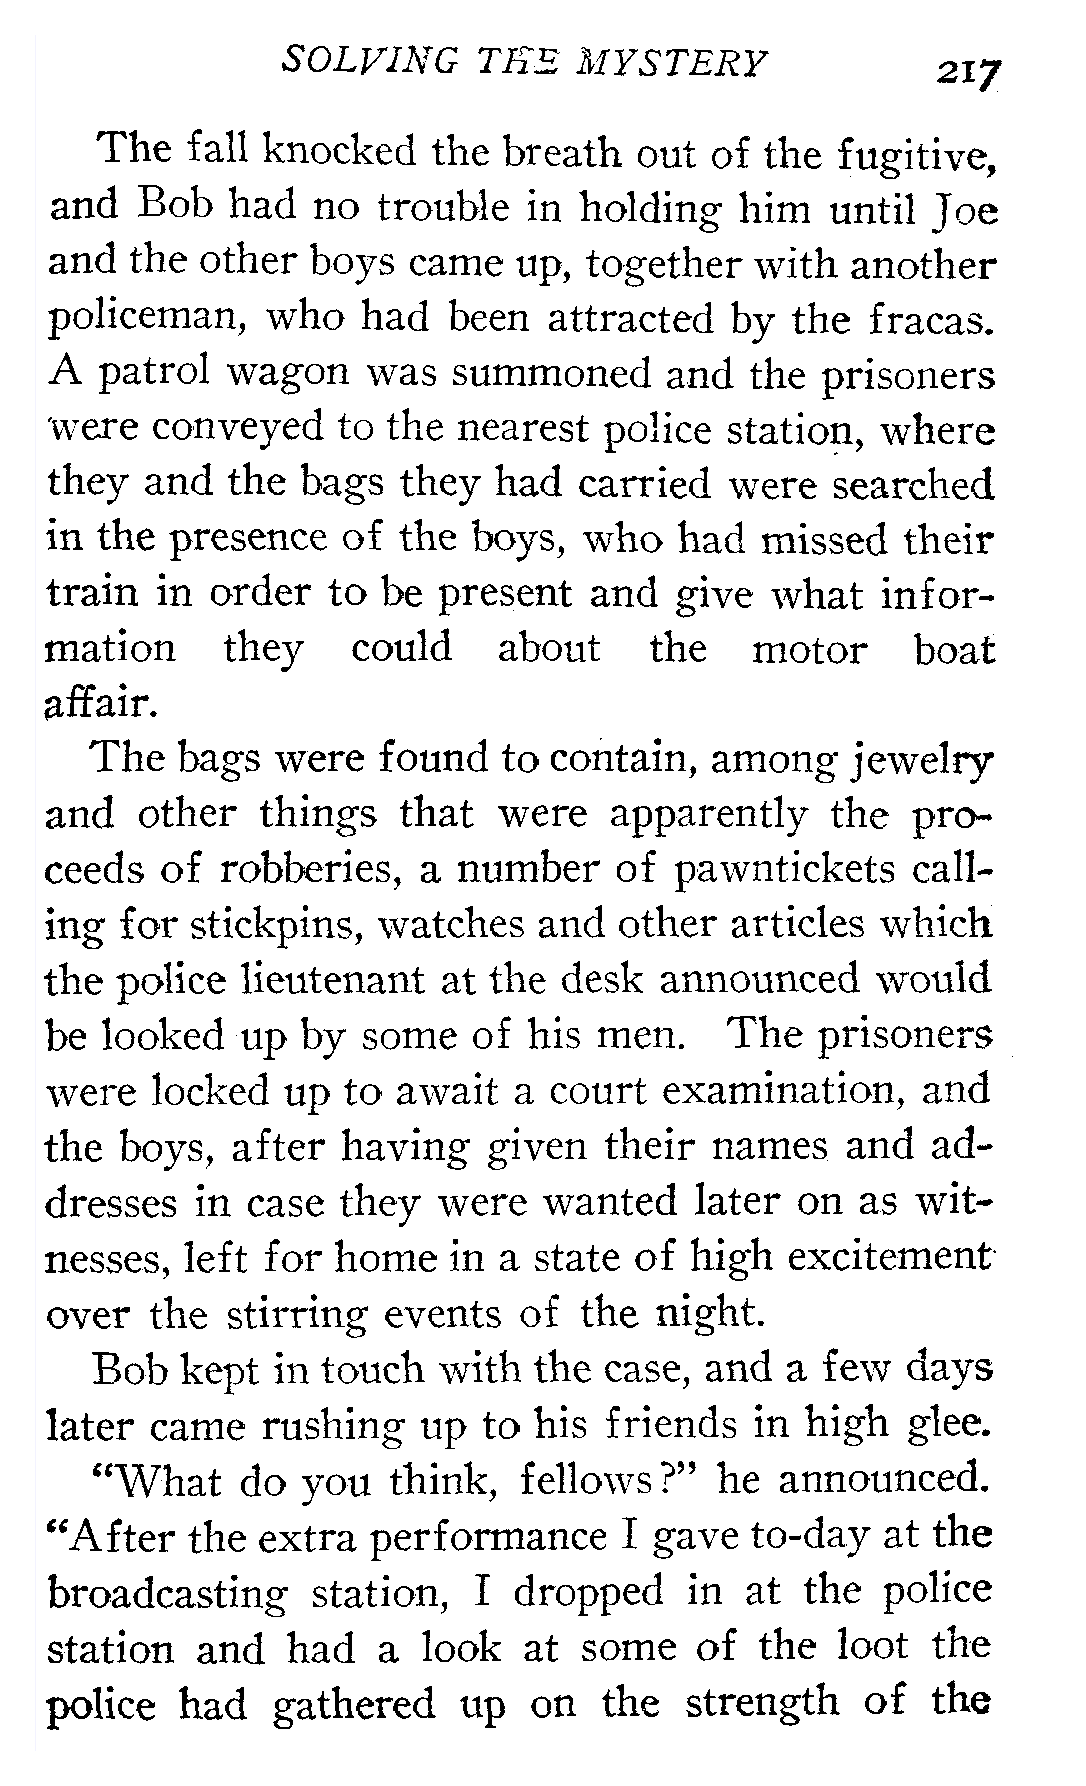 SOLVING THE MYSTERY 217
The fall knocked the breath out of the fugitive,
and Bob had no trouble in holding him until Joe
and the other boys came up, together with another
policeman, who had been attracted by the fracas.
A patrol wagon was summoned and the prisoners
were conveyed to the nearest police station, where
they and the bags they had carried were searched
in the presence of the boys, who had missed their
train in order to be present and give what infor-
mation they could about the motor boat
affair.
The bags were found to contain, among jewelry
and other things that were apparently the pro-
ceeds of robberies, a number of pawntickets call-
ing for stickpins, watches and other articles which
the police lieutenant at the desk announced would
be looked up by some of his men. The prisoners
were locked up to await a court examination, and
the boys, after having given their names and ad-
dresses in case they were wanted later on as wit-
nesses, left for home in a state of high excitement
over the stirring events of the night.
Bob kept in touch with the case, and a few days
later came rushing up to his friends in high glee.
“What do you think, fellows?” he announced.
“After the extra performance I gave to-day at the
broadcasting station, I dropped in at the police
station and had a look at some of the loot the
police had gathered up on the strength of the